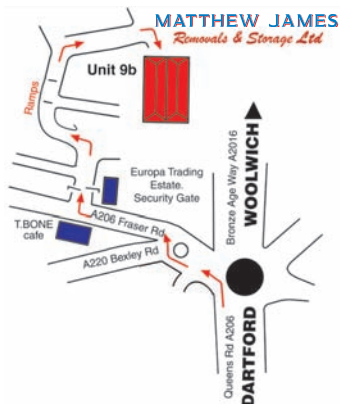 MATTHEW JAMES
Removals & Storage Ltd
Unit 9b
Ramps
Europa Trading
Estate.
Security Gate
A206 Fraser Rd
T.BONE
cafe
A220 Bexley Rd
Bronze Age Way A2016
WOOLWICH
Queens Rd A206
DARTFORD